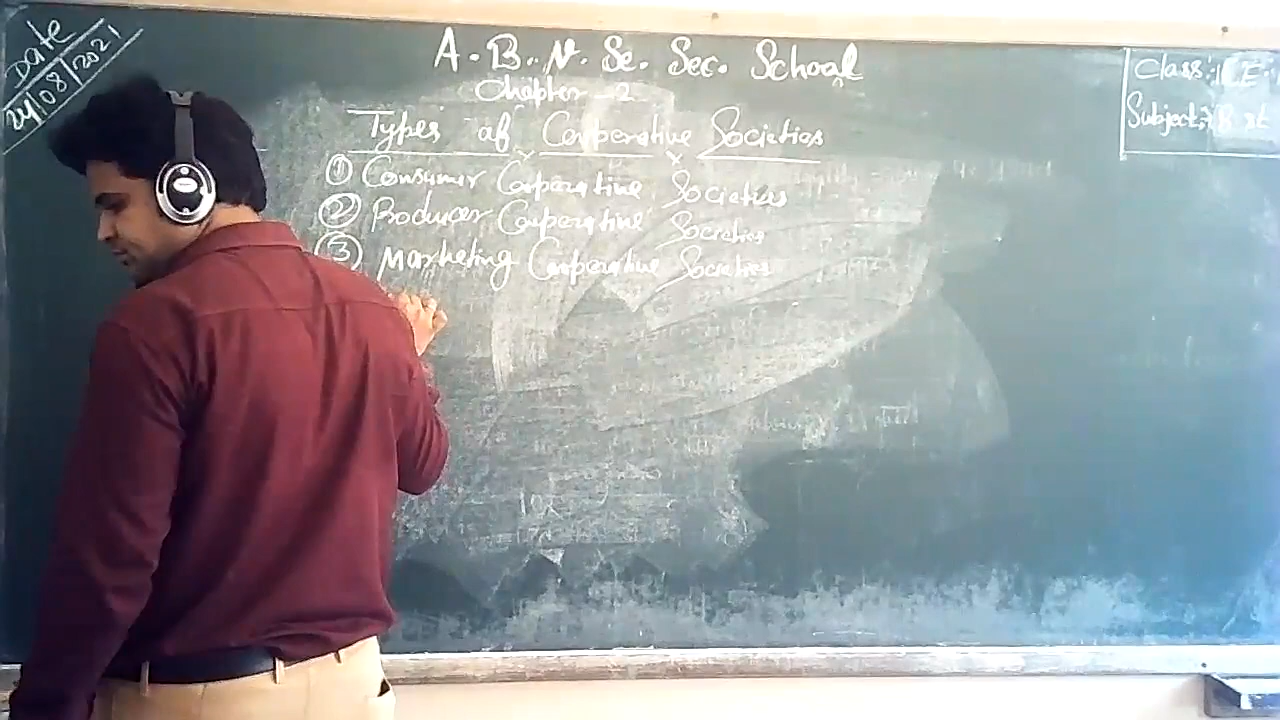 Date
24/08/2021
A. B. N. Se. Sec. School
Chapter - 2
Types of Cooperative Societies
① Consumer Cooperative Societies
② Producer Cooperative Societies
③ Marketing Cooperative Societies
Class:
Subject: